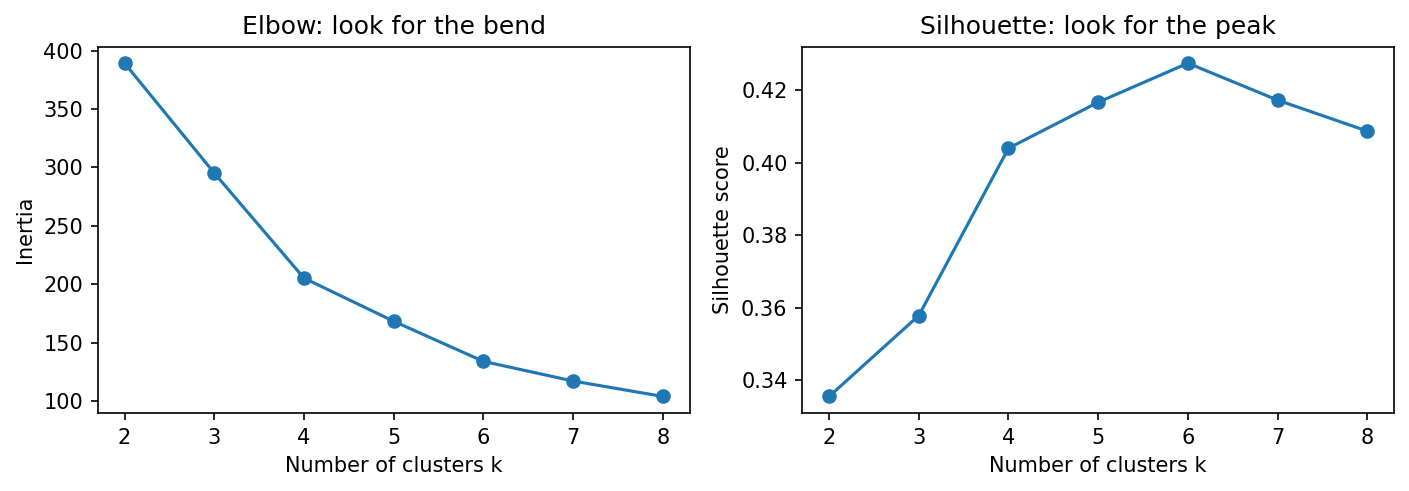 Elbow: look for the bend
400
350
300
250
200
150
100
Inertia
2 3 4 5 6 7 8
Number of clusters k
Silhouette: look for the peak
0.42
0.40
0.38
0.36
0.34
Silhouette score
2 3 4 5 6 7 8
Number of clusters k